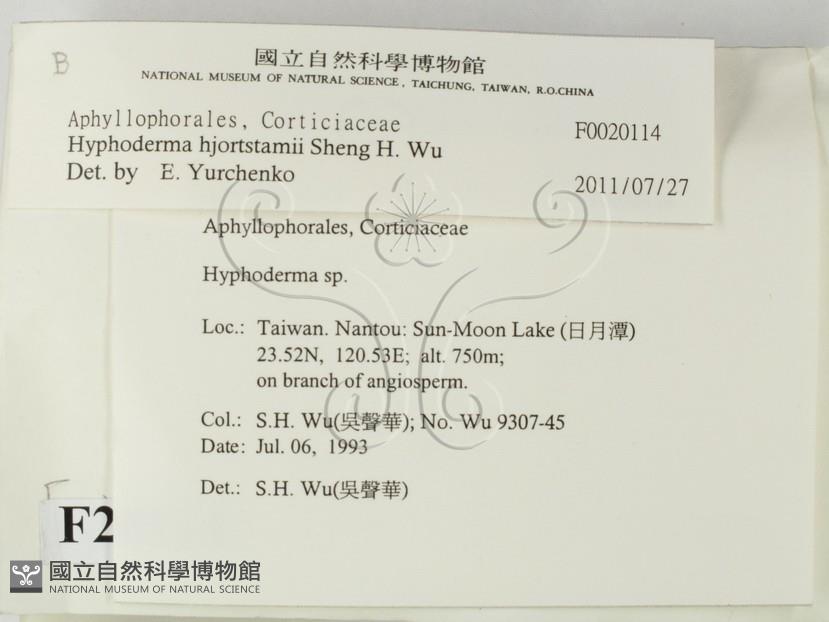 B
國立自然科學博物館
NATIONAL MUSEUM OF NATURAL SCIENCE, TAICHUNG, TAIWAN, R.O.CHINA
Aphyllophorales, Corticiaceae F0020114
Hyphoderma hjortstamii Sheng H. Wu
Det. by E. Yurchenko 2011/07/27
Aphyllophorales, Corticiaceae
Hyphoderma sp.
Loc.: Taiwan. Nantou: Sun-Moon Lake (日月潭)
23.52N, 120.53E; alt. 750m;
on branch of angiosperm.
Col.: S.H. Wu(吳聲華); No. Wu 9307-45
Date: Jul. 06, 1993
Det.: S.H. Wu(吳聲華)
F2
國立自然科學博物館
NATIONAL MUSEUM OF NATURAL SCIENCE